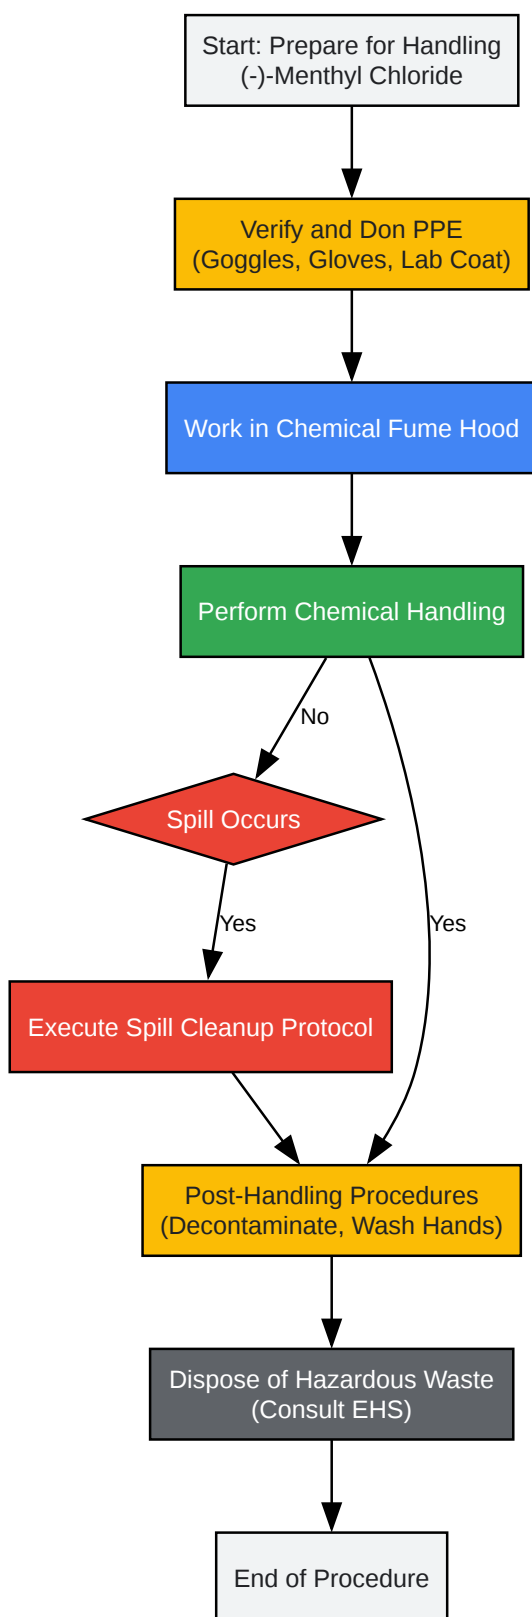 Start: Prepare for Handling
(-)-Menthyl Chloride
Verify and Don PPE
(Goggles, Gloves, Lab Coat)
Work in Chemical Fume Hood
Perform Chemical Handling
No
Spill Occurs
Yes
Yes
Execute Spill Cleanup Protocol
Post-Handling Procedures
(Decontaminate, Wash Hands)
Dispose of Hazardous Waste
(Consult EHS)
End of Procedure